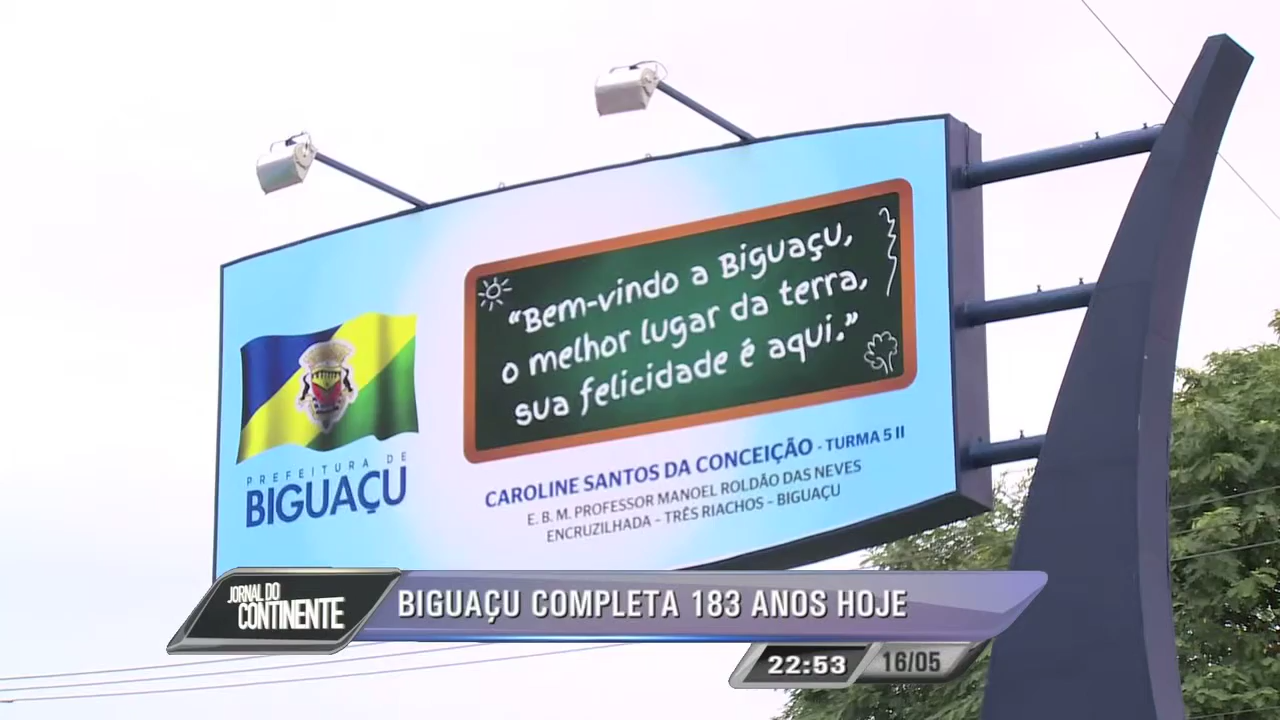 “Bem-vindo a Biguaçu,
o melhor lugar da terra,
sua felicidade é aqui.”
PREFEITURA DE
BIGUAÇU
CAROLINE SANTOS DA CONCEIÇÃO - TURMA 5 II
E. B. M. PROFESSOR MANOEL ROLDÃO DAS NEVES
ENCRUZILHADA – TRÊS RIACHOS – BIGUAÇU
JORNAL DO
CONTINENTE
BIGUAÇU COMPLETA 183 ANOS HOJE
22:53 16/05